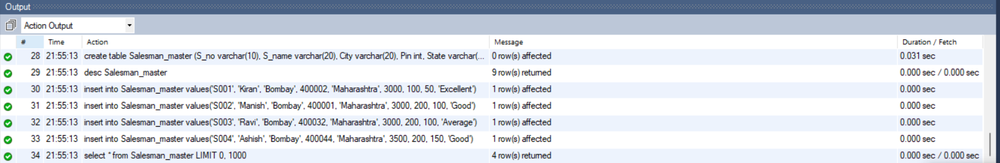 Output
Action Output
# Time Action Message Duration / Fetch
28 21:55:13 create table Salesman_master (S_no varchar(10), S_name varchar(20), City varchar(20), Pin int, State varchar(... 0 row(s) affected 0.031 sec
29 21:55:13 desc Salesman_master 9 row(s) returned 0.000 sec / 0.000 sec
30 21:55:13 insert into Salesman_master values('S001', 'Kiran', 'Bombay', 400002, 'Maharashtra', 3000, 100, 50, 'Excellent') 1 row(s) affected 0.000 sec
31 21:55:13 insert into Salesman_master values('S002', 'Manish', 'Bombay', 400001, 'Maharashtra', 3000, 200, 100, 'Good') 1 row(s) affected 0.000 sec
32 21:55:13 insert into Salesman_master values('S003', 'Ravi', 'Bombay', 400032, 'Maharashtra', 3000, 200, 100, 'Average') 1 row(s) affected 0.000 sec
33 21:55:13 insert into Salesman_master values('S004', 'Ashish', 'Bombay', 400044, 'Maharashtra', 3500, 200, 150, 'Good') 1 row(s) affected 0.000 sec
34 21:55:13 select * from Salesman_master LIMIT 0, 1000 4 row(s) returned 0.000 sec / 0.000 sec